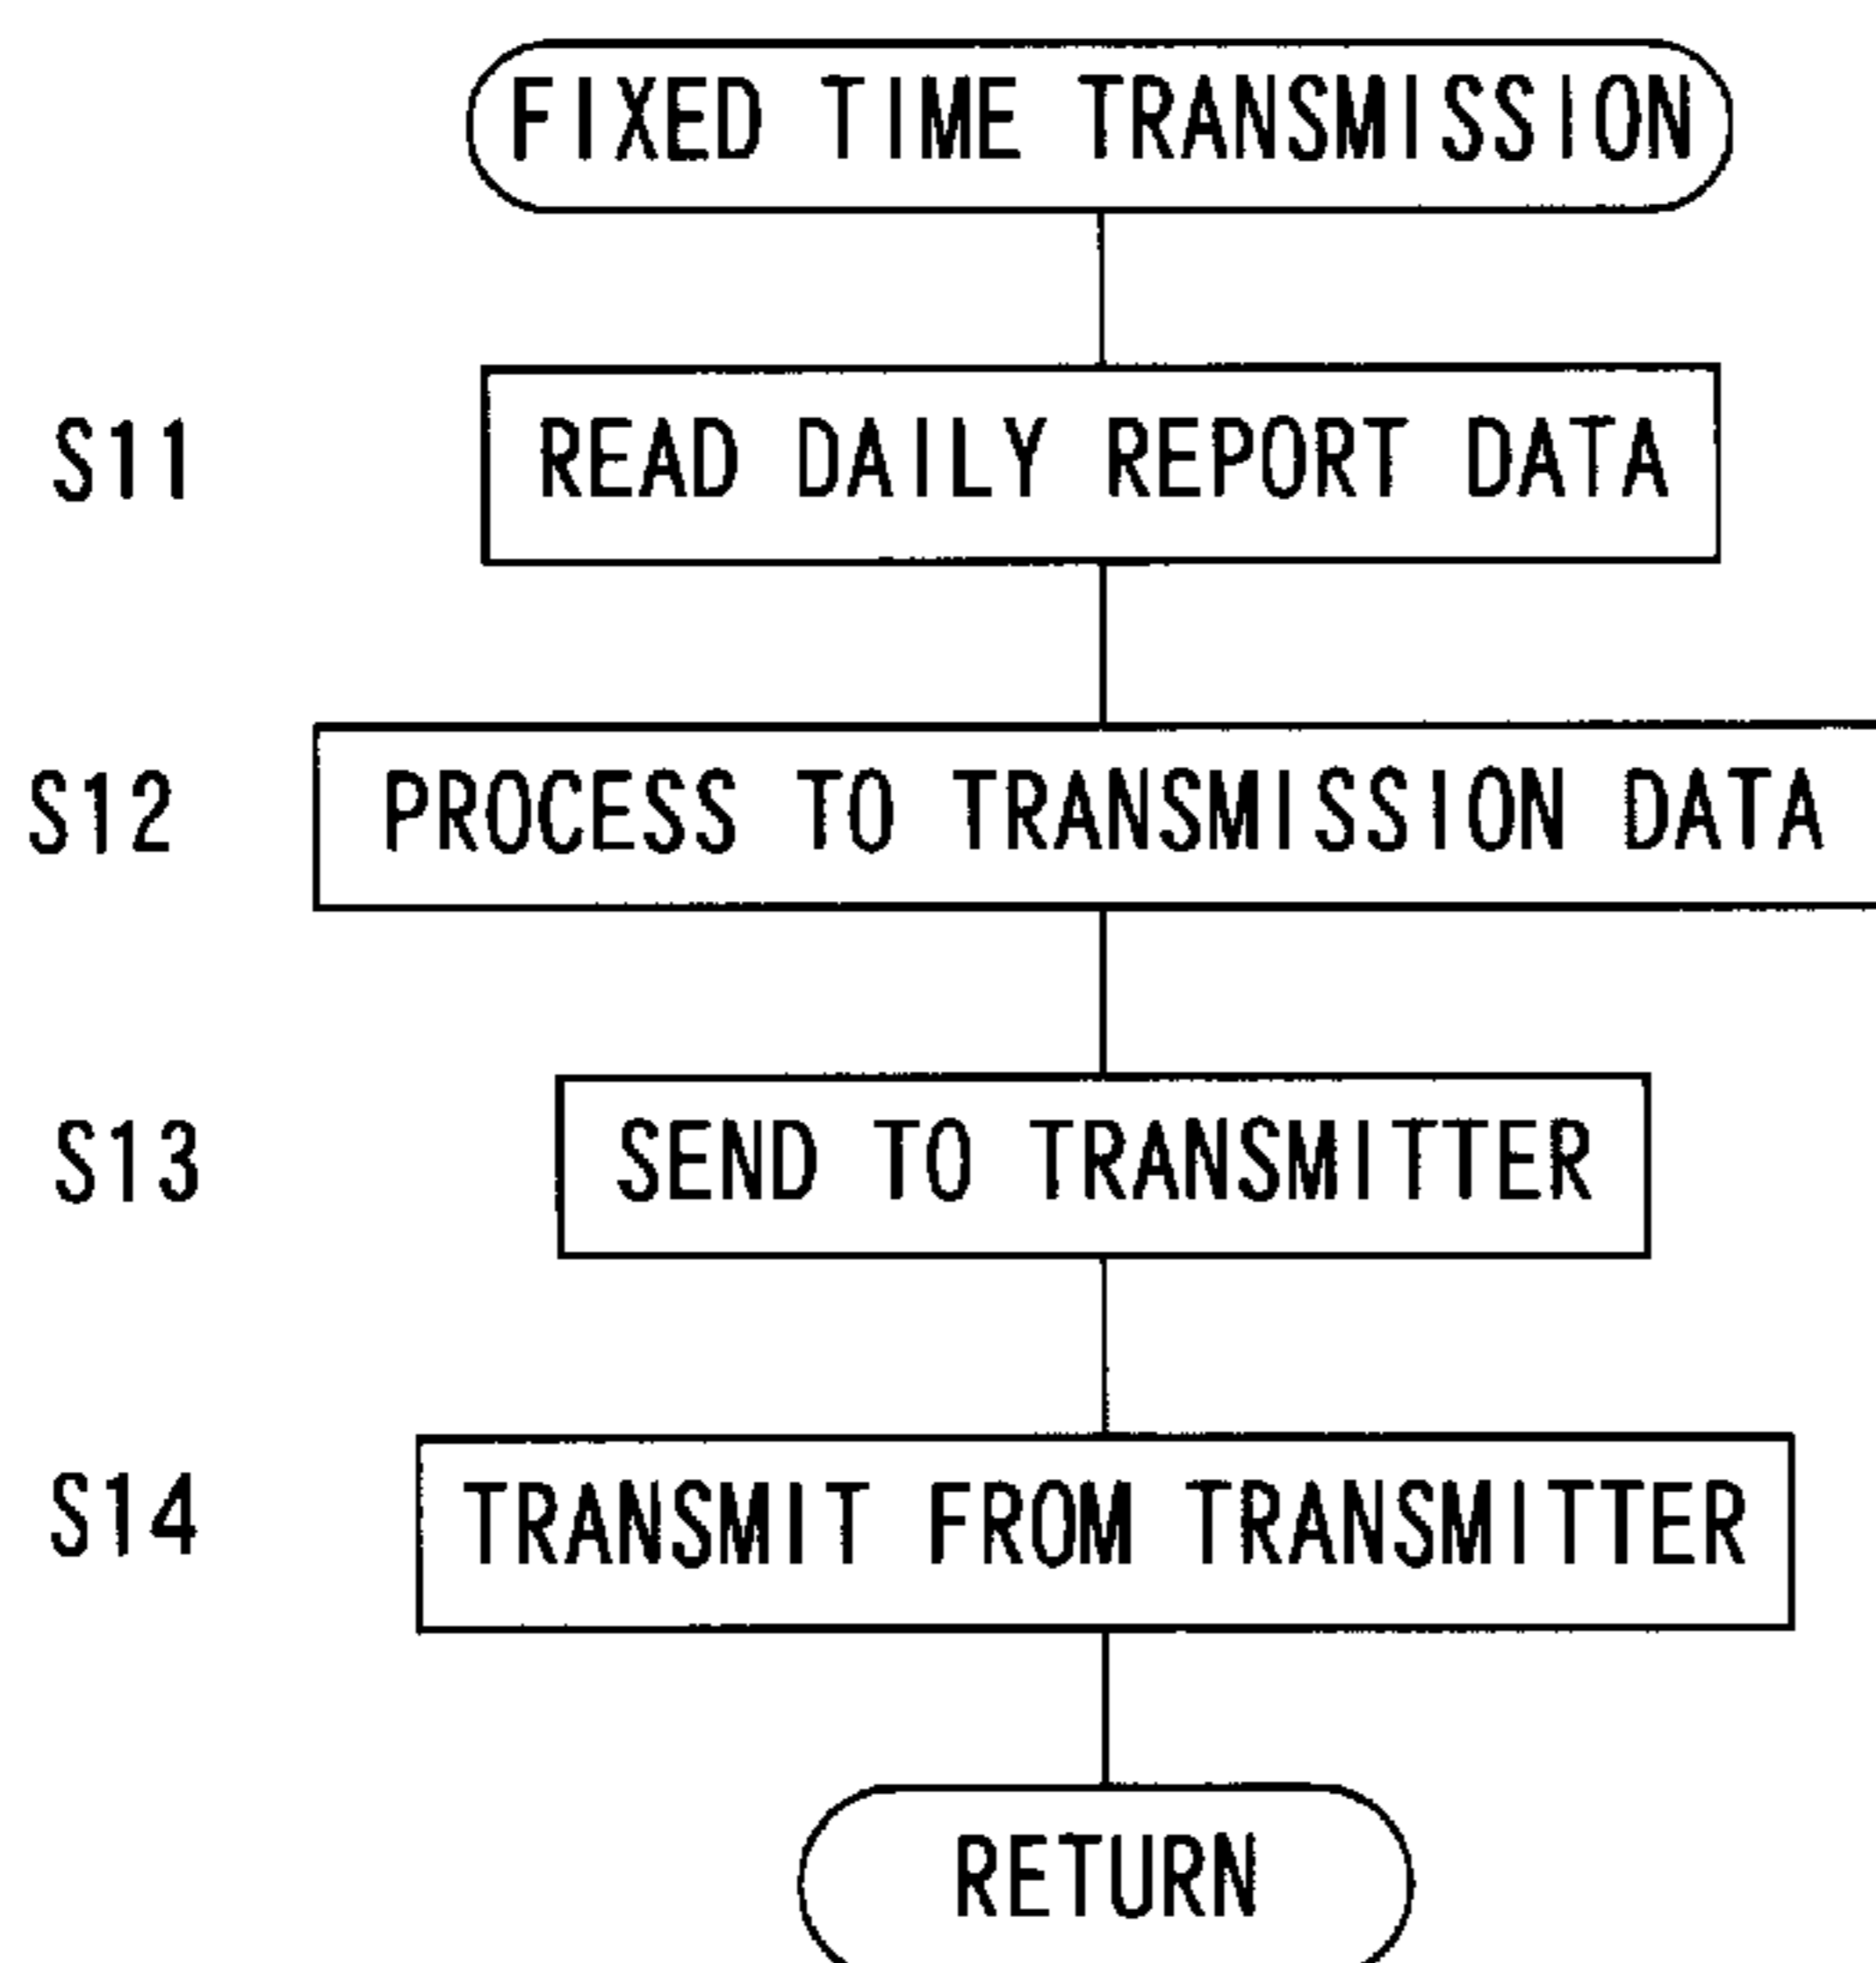 FIXED TIME TRANSMISSION
S11 READ DAILY REPORT DATA
S12 PROCESS TO TRANSMISSION DATA
S13 SEND TO TRANSMITTER
S14 TRANSMIT FROM TRANSMITTER
RETURN